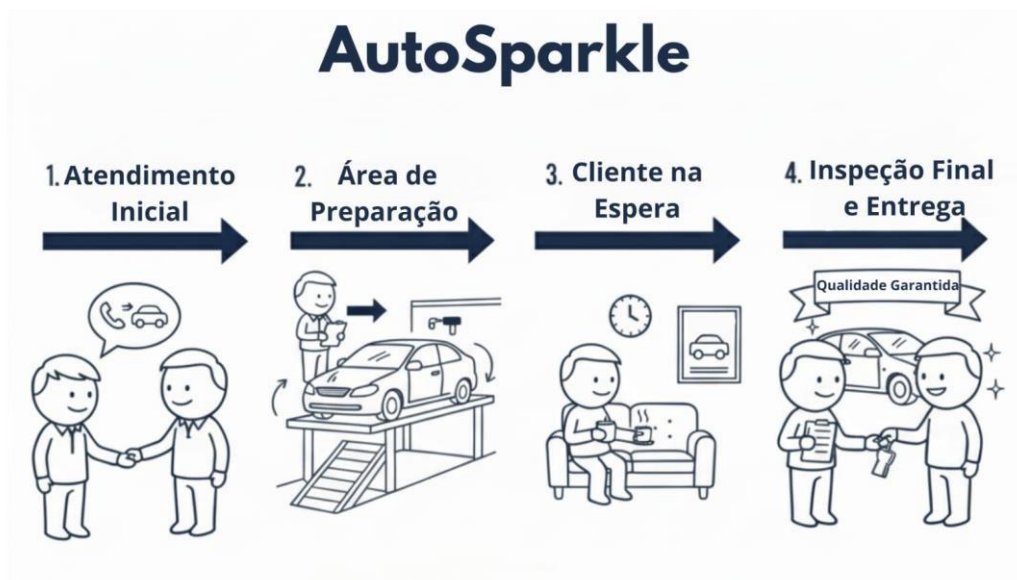 AutoSparkle
1. Atendimento
Inicial
2. Área de
Preparação
3. Cliente na
Espera
4. Inspeção Final
e Entrega
Qualidade Garantida